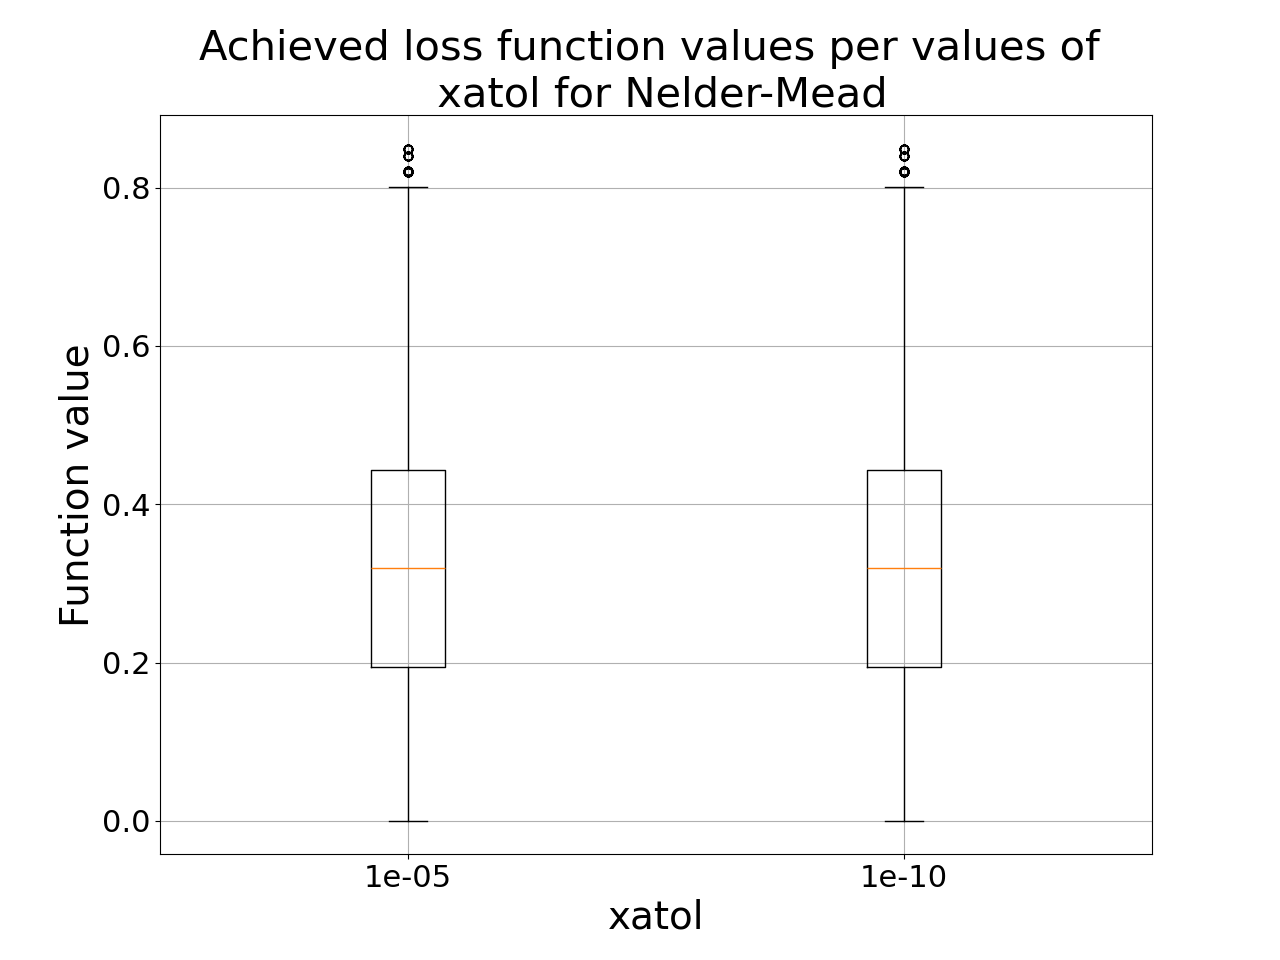 Achieved loss function values per values of
xatol for Nelder-Mead
Function value
0.8
0.6
0.4
0.2
0.0
1e-05
1e-10
xatol